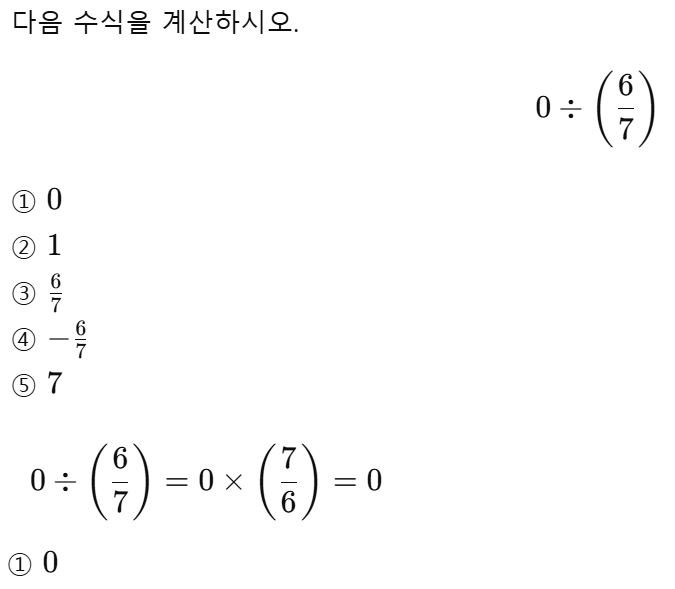 다음 수식을 계산하시오.
0 ÷ (6/7)
① 0
② 1
③ 6/7
④ −6/7
⑤ 7
0 ÷ (6/7) = 0 × (7/6) = 0
① 0